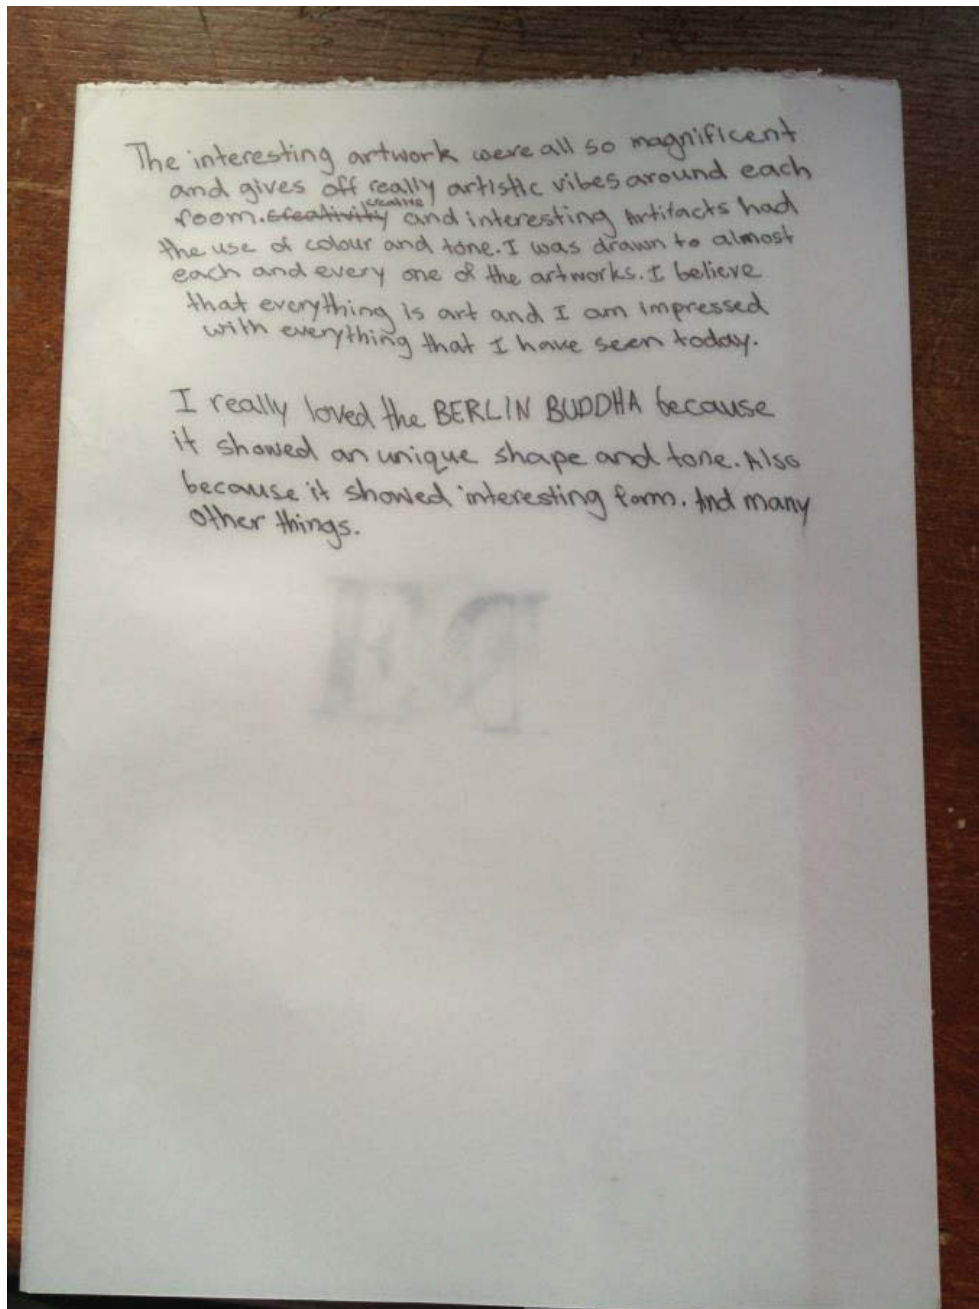 The interesting artwork were all so magnificent
and gives off really artistic vibes around each
room. creativity creative and interesting Artifacts had
the use of colour and tone. I was drawn to almost
each and every one of the artworks. I believe
that everything is art and I am impressed
with everything that I have seen today.
I really loved the BERLIN BUDDHA because
it showed an unique shape and tone. Also
because it showed interesting form. And many
other things.